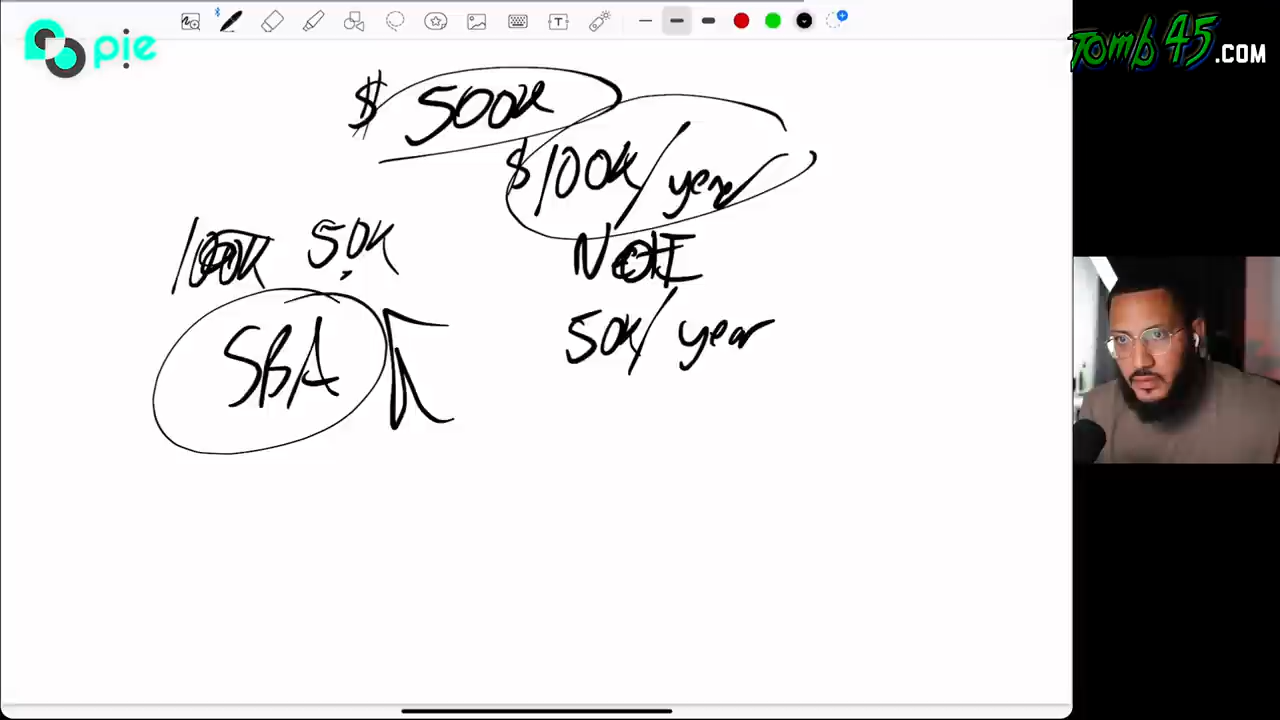 pie
TOMB45.COM
$ 500K
$100K/year
100K 50K
NOI
50K/year
SBA